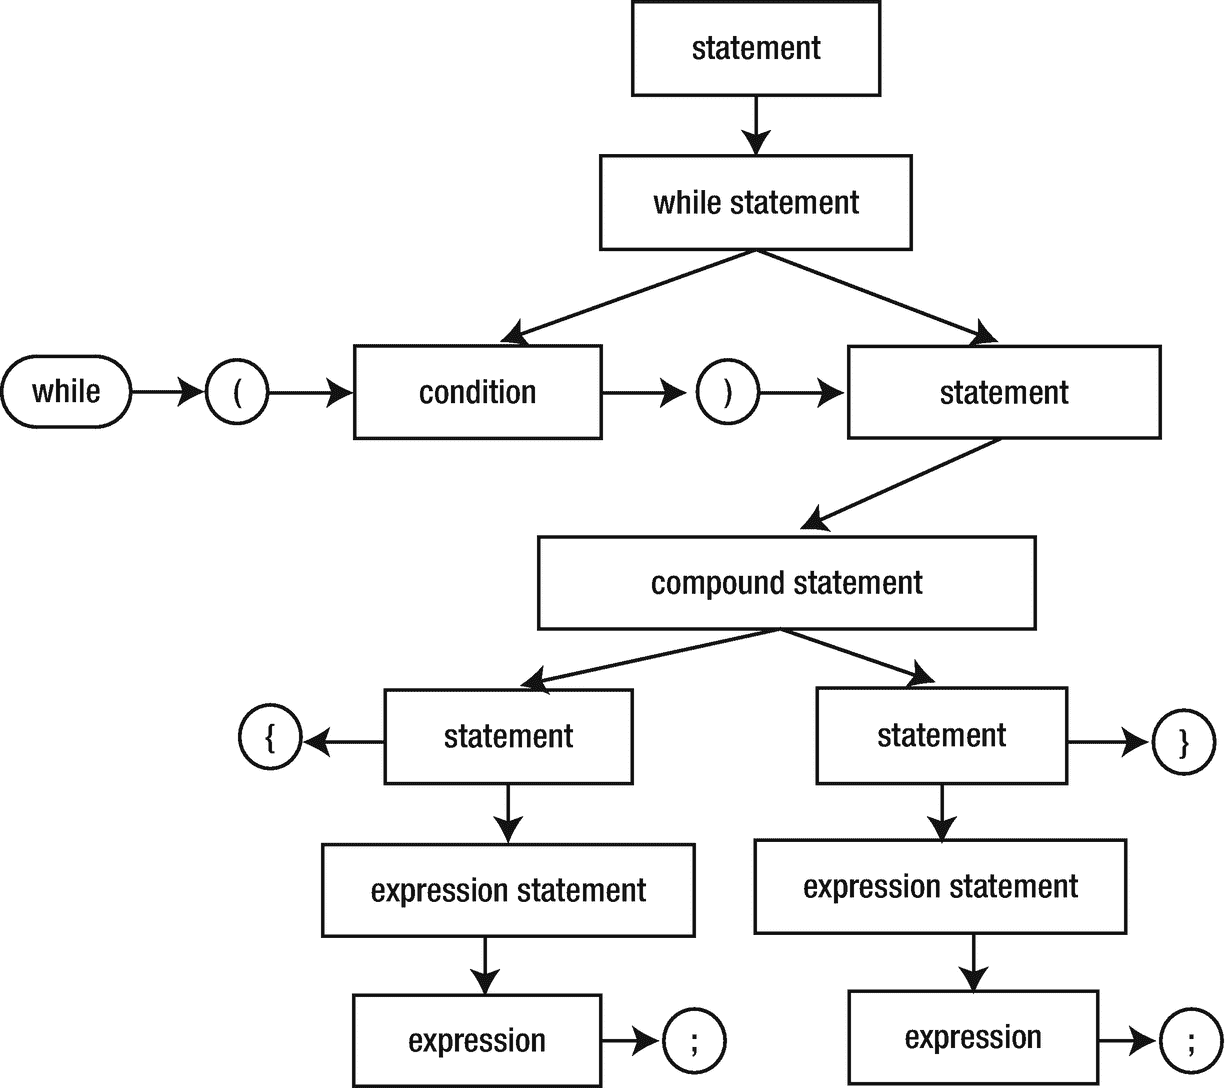 statement
while statement
while
(
condition
)
statement
compound statement
{
statement
statement
}
expression statement
expression statement
expression
;
expression
;